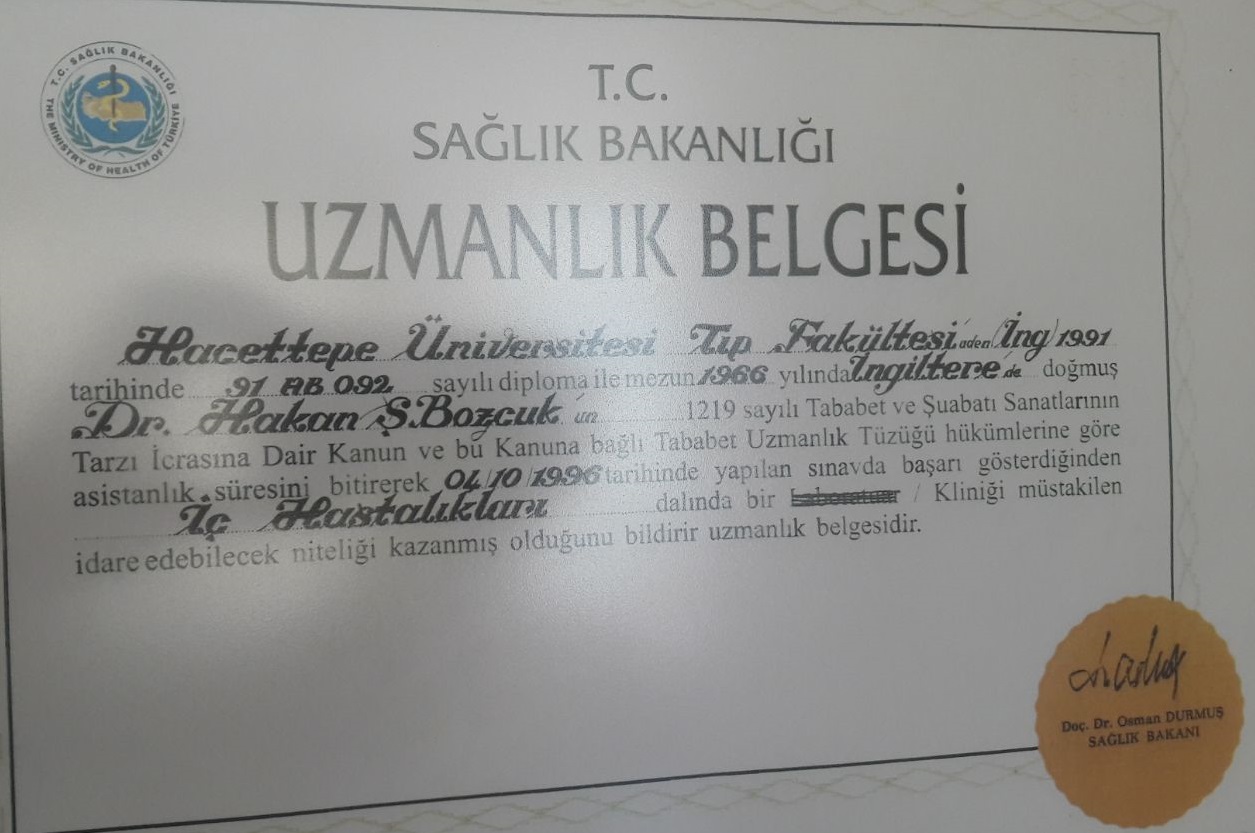 T.C. SAĞLIK BAKANLIĞI
THE MINISTRY OF HEALTH OF TÜRKİYE
T.C.
SAĞLIK BAKANLIĞI
UZMANLIK BELGESİ
Hacettepe Üniversitesi Tıp Fakültesi'nden/İng/1991
tarihinde 91 AB 092 sayılı diploma ile mezun 1966 yılında İngiltere'de doğmuş
Dr. Hakan Ş.Bozcuk'un 1219 sayılı Tababet ve Şuabatı Sanatlarının
Tarzı İcrasına Dair Kanun ve bu Kanuna bağlı Tababet Uzmanlık Tüzüğü hükümlerine göre
asistanlık süresini bitirerek 04/10/1996 tarihinde yapılan sınavda başarı gösterdiğinden
İç Hastalıkları dalında bir / Kliniği müstakilen
idare edebilecek niteliği kazanmış olduğunu bildirir uzmanlık belgesidir.
Doç. Dr. Osman DURMUŞ
SAĞLIK BAKANI